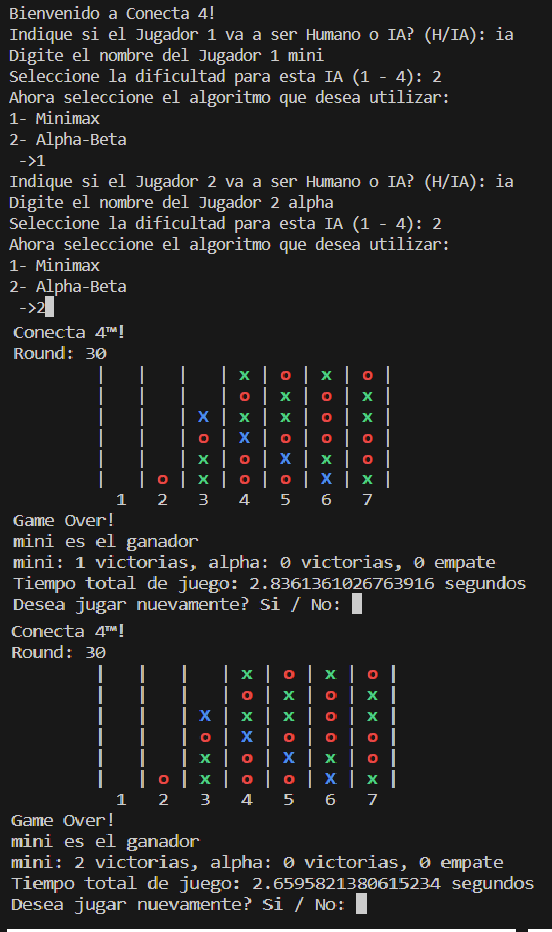 Bienvenido a Conecta 4!
Indique si el Jugador 1 va a ser Humano o IA? (H/IA): ia
Digite el nombre del Jugador 1 mini
Seleccione la dificultad para esta IA (1 - 4): 2
Ahora seleccione el algoritmo que desea utilizar:
1- Minimax
2- Alpha-Beta
->1
Indique si el Jugador 2 va a ser Humano o IA? (H/IA): ia
Digite el nombre del Jugador 2 alpha
Seleccione la dificultad para esta IA (1 - 4): 2
Ahora seleccione el algoritmo que desea utilizar:
1- Minimax
2- Alpha-Beta
->2
Conecta 4™!
Round: 30
| | | | x | o | x | o |
| | | | o | x | o | x |
| | | X | x | x | o | x |
| | | o | X | o | o | o |
| | | x | o | X | x | o |
| | o | x | o | o | X | x |
1 2 3 4 5 6 7
Game Over!
mini es el ganador
mini: 1 victorias, alpha: 0 victorias, 0 empate
Tiempo total de juego: 2.8361361026763916 segundos
Desea jugar nuevamente? Si / No:
Conecta 4™!
Round: 30
| | | | x | o | x | o |
| | | | o | x | o | x |
| | | X | x | x | o | x |
| | | o | X | o | o | o |
| | | x | o | X | x | o |
| | o | x | o | o | X | x |
1 2 3 4 5 6 7
Game Over!
mini es el ganador
mini: 2 victorias, alpha: 0 victorias, 0 empate
Tiempo total de juego: 2.6595821380615234 segundos
Desea jugar nuevamente? Si / No: